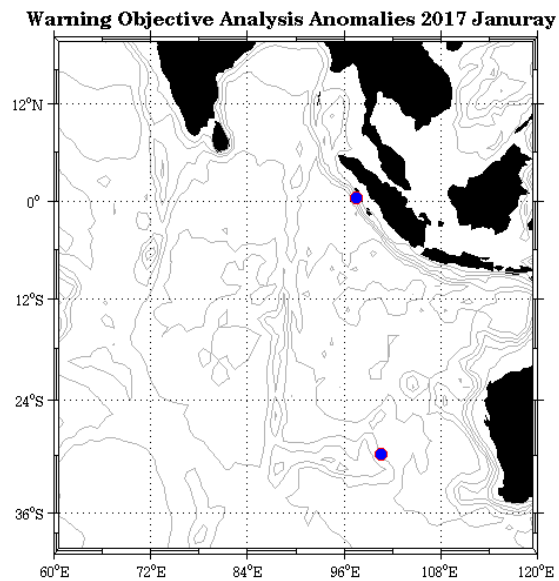 Warning Objective Analysis Anomalies 2017 Januray
12°N
0°
12°S
24°S
36°S
60°E 72°E 84°E 96°E 108°E 120°E